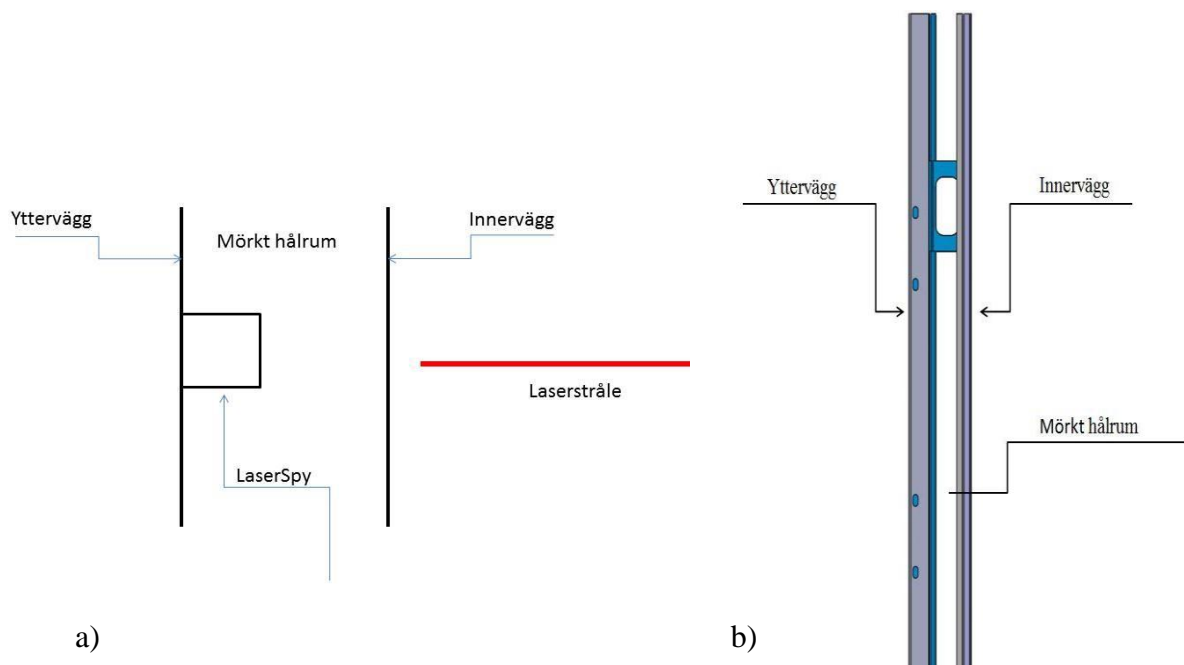 Yttervägg
Mörkt hålrum
Innervägg
Laserstråle
LaserSpy
a)
Yttervägg
Innervägg
Mörkt hålrum
b)